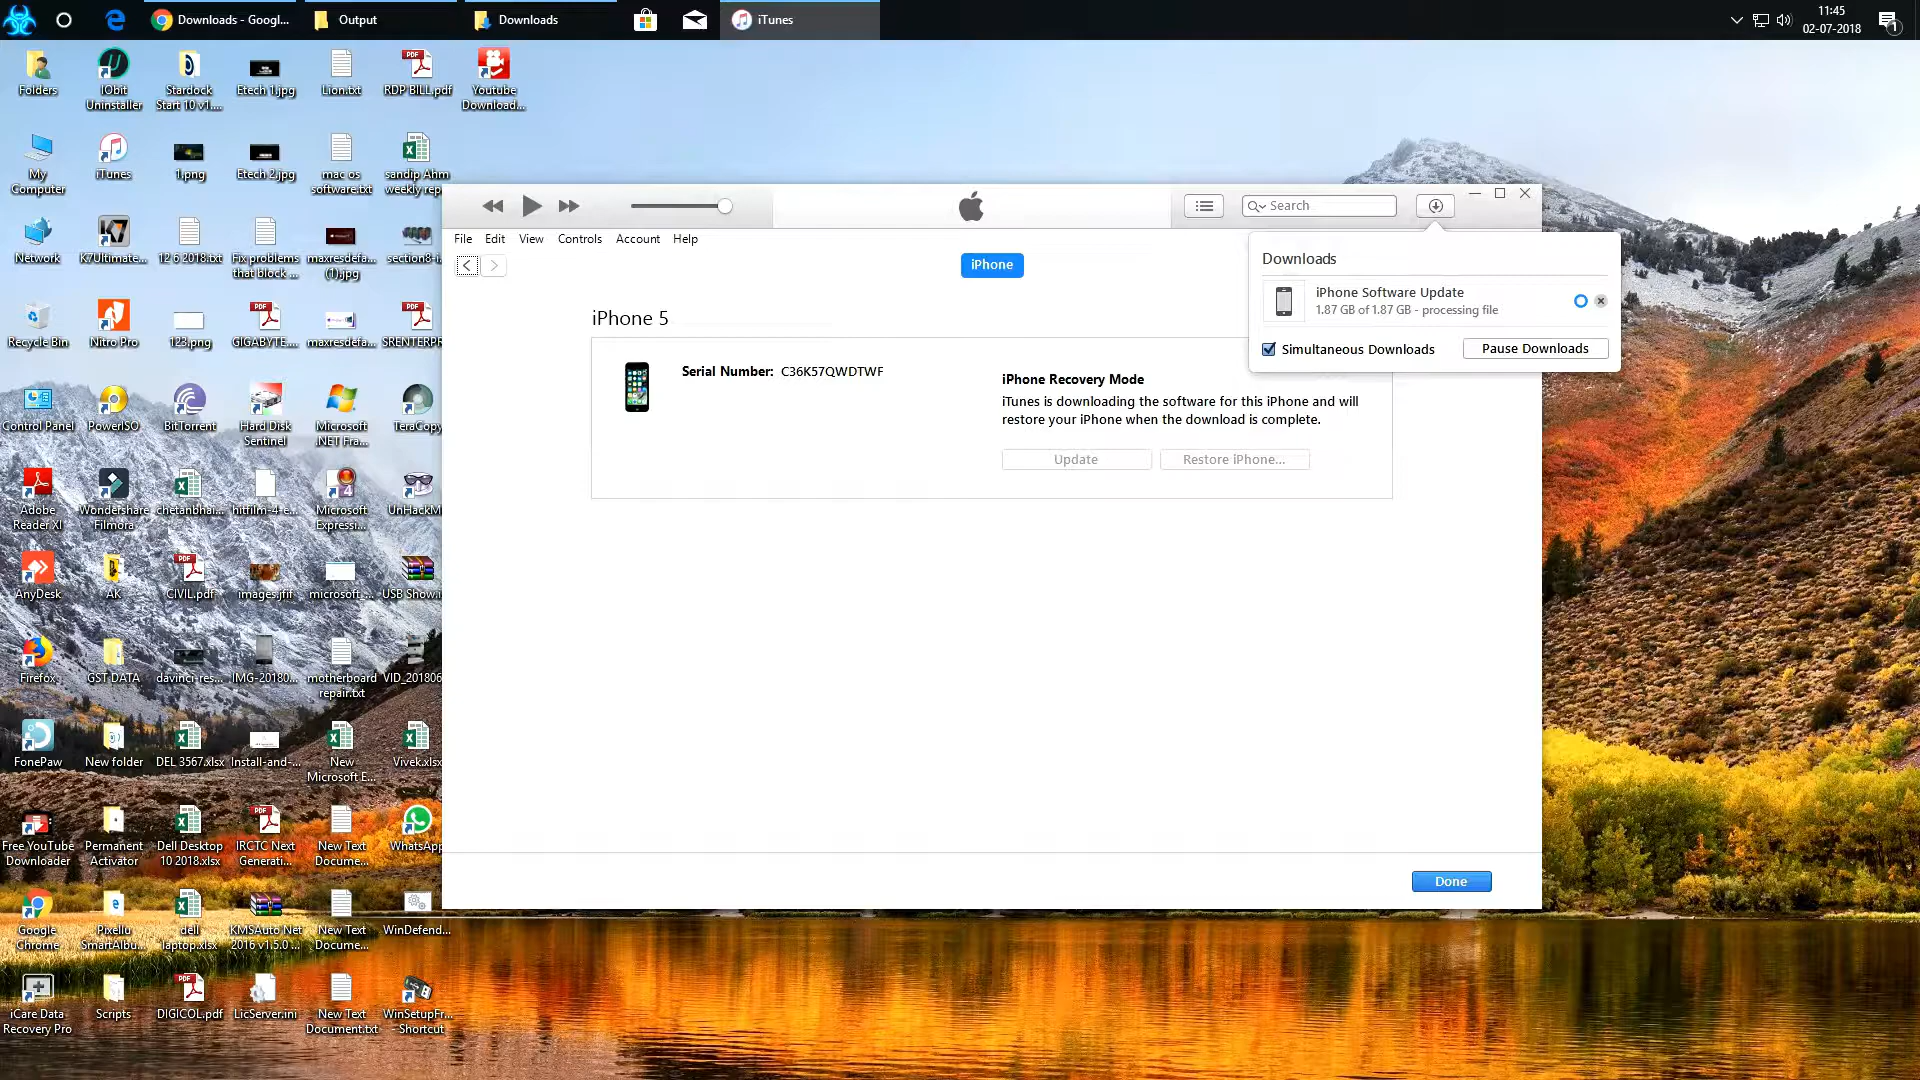 Downloads - Googl...
Output
Downloads
iTunes
11:45
02-07-2018
1
Folders
IObit
Uninstaller
Stardock
Start 10 v1....
Etech 1.jpg
Lion.txt
RDP BILL.pdf
Youtube
Download...
My
Computer
iTunes
1.png
Etech 2.jpg
mac os
software.txt
sandip Ahm
weekly rep
Network
K7Ultimate...
12 6 2018.txt
Fix problems
that block ...
maxresdefa...
(1).jpg
section8-i
Recycle Bin
Nitro Pro
123.png
GIGABYTE....
maxresdefa...
SRENTERPR
Control Panel
PowerISO
BitTorrent
Hard Disk
Sentinel
Microsoft
.NET Fra...
TeraCopy
Adobe
Reader XI
Wondershare
Filmora
chetanbhai...
hitfilm-4-e...
Microsoft
Expressi...
UnHackM
AnyDesk
AK
CIVIL.pdf
images.jfif
microsoft-...
USB Show.
Firefox
GST DATA
davinci-res...
IMG-20180...
motherboard
repair.txt
VID_201806
FonePaw
New folder
DEL 3567.xlsx
Install-and-...
New
Microsoft E...
Vivek.xlsx
Free YouTube
Downloader
Permanent
Activator
Dell Desktop
10 2018.xlsx
IRCTC Next
Generati...
New Text
Docume...
WhatsApp
Google
Chrome
Pixellu
SmartAlbu...
dell
laptop.xlsx
KMSAuto Net
2016 v1.5.0 ...
New Text
Docume...
WinDefend...
iCare Data
Recovery Pro
Scripts
DIGICOL.pdf
LicServer.ini
New Text
Document.txt
WinSetupFr...
- Shortcut
Search
File Edit View Controls Account Help
iPhone
iPhone 5
Serial Number: C36K57QWDTWF
iPhone Recovery Mode
iTunes is downloading the software for this iPhone and will
restore your iPhone when the download is complete.
Update
Restore iPhone...
Downloads
iPhone Software Update
1.87 GB of 1.87 GB - processing file
Simultaneous Downloads
Pause Downloads
Done